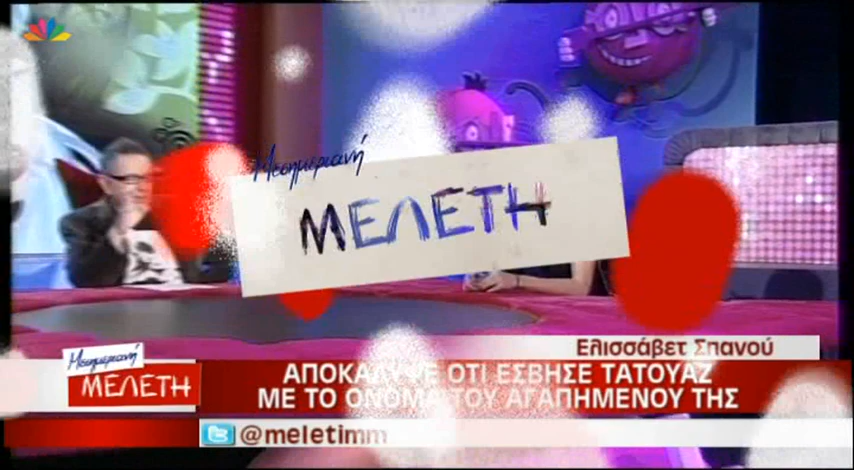 Μεσημεριανή
ΜΕΛΕΤΗ
Ελισσάβετ Σπανού
Μεσημεριανή
ΜΕΛΕΤΗ
ΑΠΟΚΑΛΥΨΕ ΟΤΙ ΕΣΒΗΣΕ ΤΑΤΟΥΑΖ
ΜΕ ΤΟ ΟΝΟΜΑ ΤΟΥ ΑΓΑΠΗΜΕΝΟΥ ΤΗΣ
@meletimm